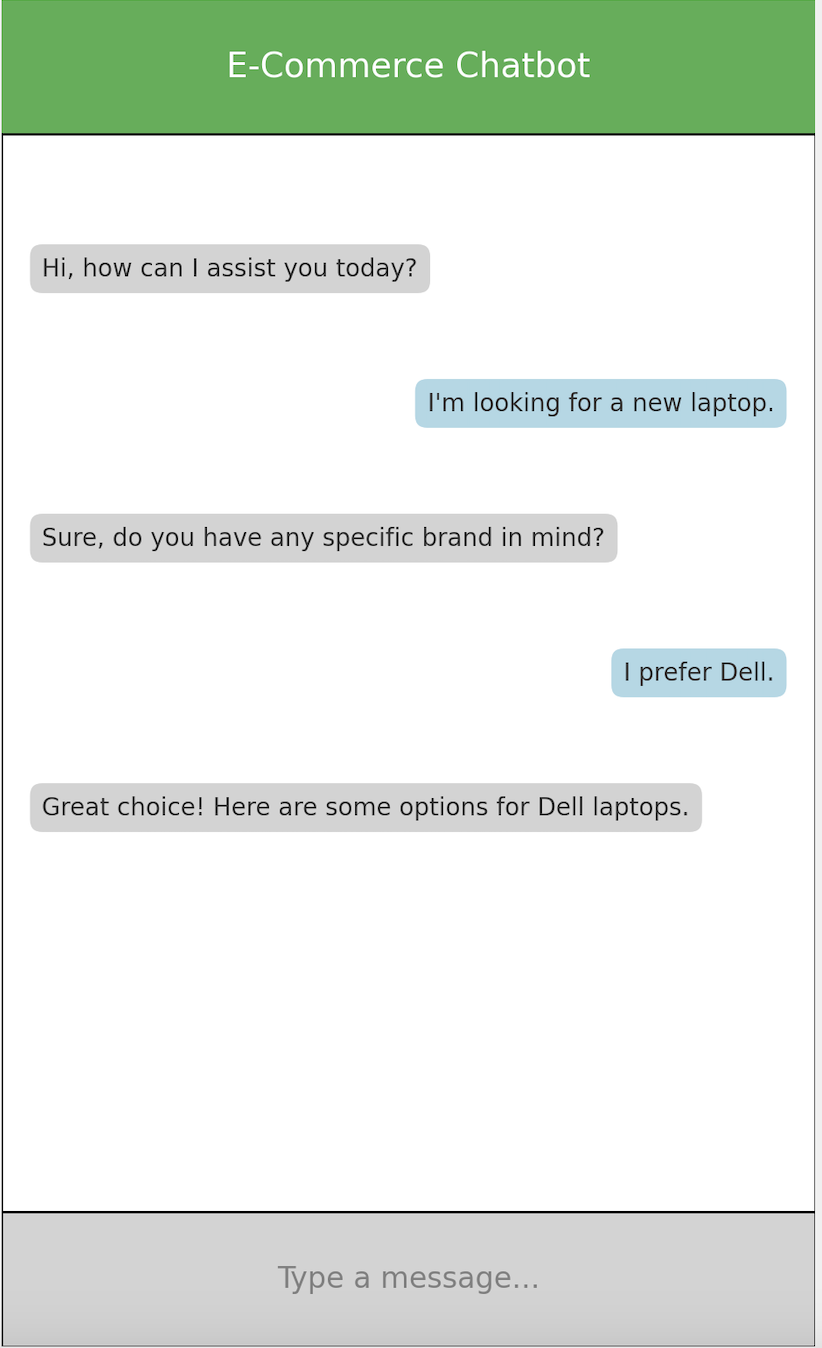 E-Commerce Chatbot
Hi, how can I assist you today?
I'm looking for a new laptop.
Sure, do you have any specific brand in mind?
I prefer Dell.
Great choice! Here are some options for Dell laptops.
Type a message...